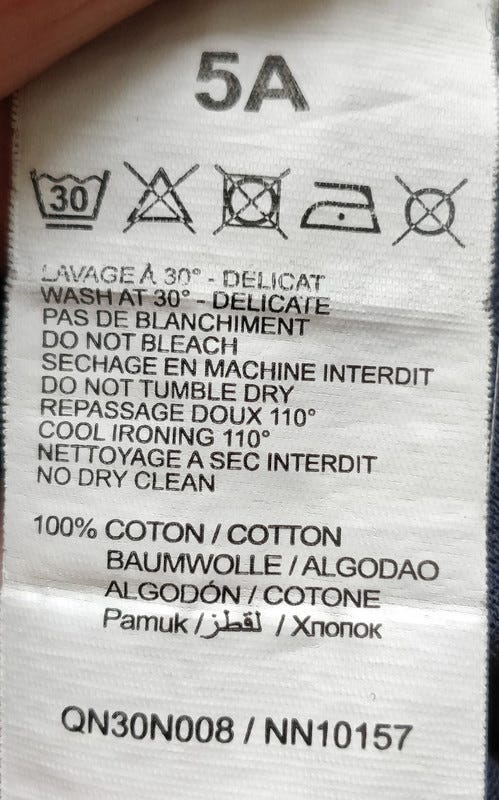 5A
30
LAVAGE À 30° - DELICAT
WASH AT 30° - DELICATE
PAS DE BLANCHIMENT
DO NOT BLEACH
SECHAGE EN MACHINE INTERDIT
DO NOT TUMBLE DRY
REPASSAGE DOUX 110°
COOL IRONING 110°
NETTOYAGE A SEC INTERDIT
NO DRY CLEAN
100% COTON / COTTON
BAUMWOLLE / ALGODAO
ALGODÓN / COTONE
Pamuk / لقطز / Хлопок
QN30N008 / NN10157